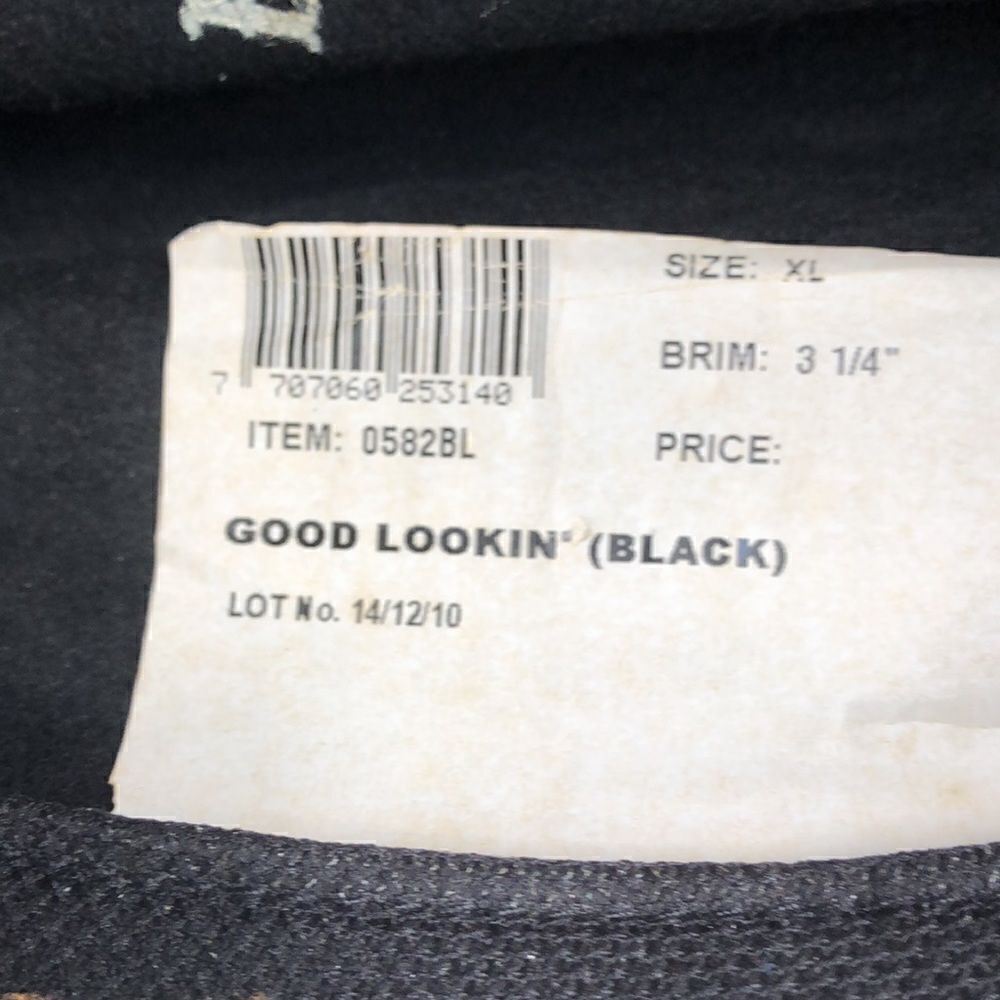 7 707060 253140
SIZE: XL
BRIM: 3 1/4"
ITEM: 0582BL
PRICE:
GOOD LOOKIN' (BLACK)
LOT No. 14/12/10